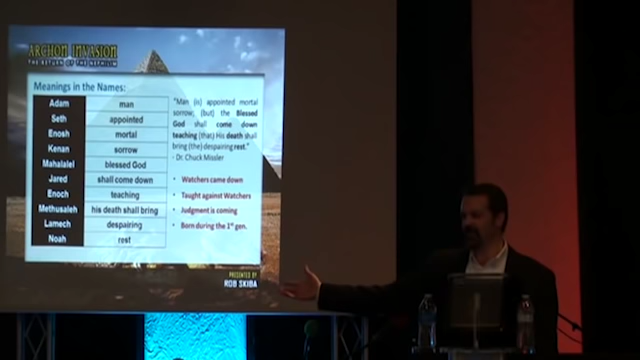 ARCHON INVASION
THE RETURN OF THE NEPHILIM
Meanings in the Names:
Adam man
Seth appointed
Enosh mortal
Kenan sorrow
Mahalalel blessed God
Jared shall come down
Enoch teaching
Methusaleh his death shall bring
Lamech despairing
Noah rest
"Man (is) appointed mortal
sorrow, (but) the Blessed
God shall come down
teaching (that) His death shall
bring (the) despairing rest."
- Dr. Chuck Missler
• Watchers came down
• Taught against Watchers
• Judgment is coming
• Born during the 1st gen.
PRESENTED BY
ROB SKIBA